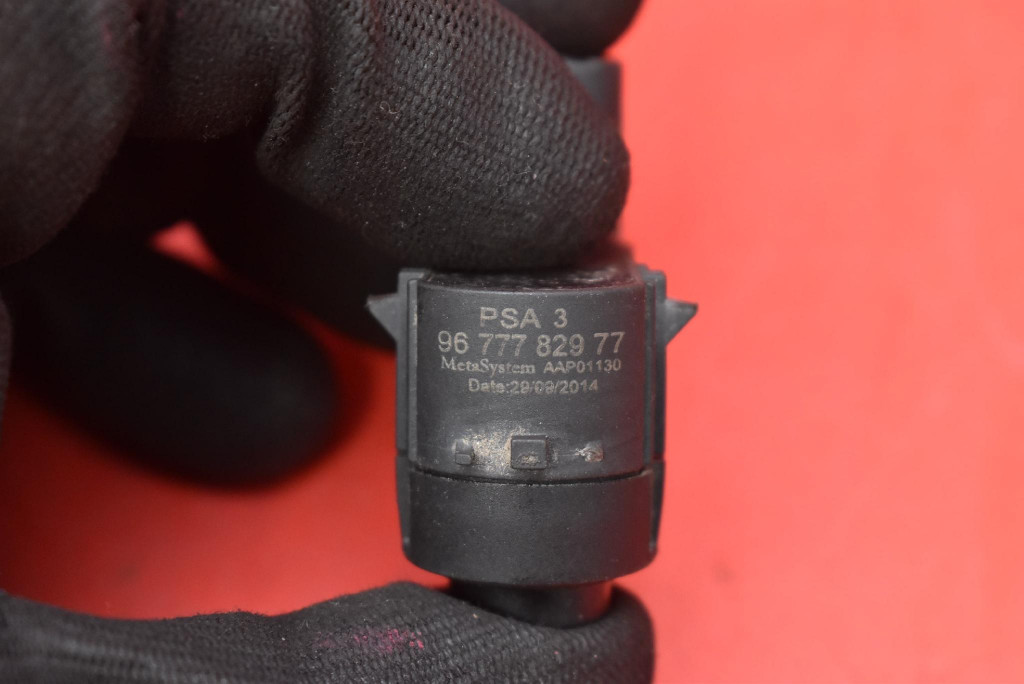 PSA 3
96 777 829 77
MetaSystem AAP01130
Date:29/09/2014